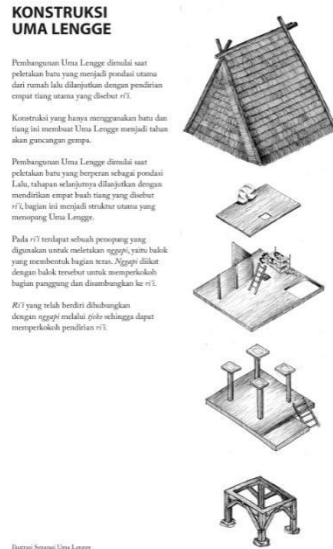 KONSTRUKSI
UMA LENGGE
Pembangunan Uma Lengge dimulai saat
peletakan batu yang menjadi pondasi utama
dari rumah lalu dilanjutkan dengan pendirian
empat tiang utama yang disebut ri'i.
Konstruksi yang hanya menggunakan batu dan
tiang ini membuat Uma Lengge menjadi tahan
akan guncangan gempa.
Pembangunan Uma Lengge dimulai saat
peletakan batu yang berperan sebagai pondasi
Lalu, tahapan selanjutnya dilanjutkan dengan
mendirikan empat buah tiang yang disebut
ri'i, bagian ini menjadi struktur utama yang
menopang Uma Lengge.
Pada ri'i terdapat sebuah penopang yang
digunakan untuk meletakan nggapi, yaitu balok
yang membentuk bagian teras. Nggapi diikat
dengan balok tersebut untuk memperkokoh
bagian panggung dan disambungkan ke ri'i.
Ri'i yang telah berdiri dihubungkan
dengan nggapi melalui sehingga dapat
memperkokoh pendirian ri'i.
Ilustrasi Uma Lengge